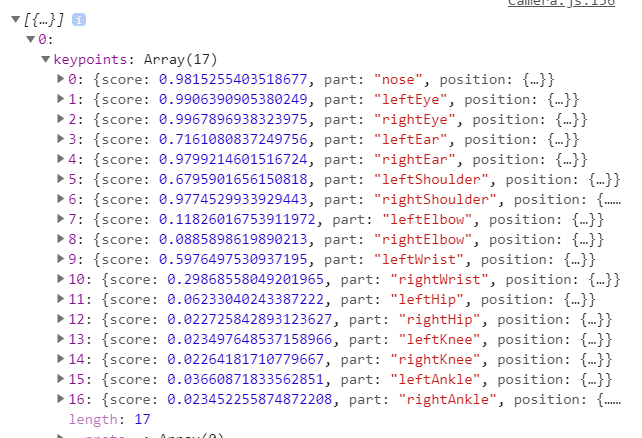 Camera.js:156
▼[{…}] i
▼0:
▼keypoints: Array(17)
▶0: {score: 0.9815255403518677, part: "nose", position: {…}}
▶1: {score: 0.9906390905380249, part: "leftEye", position: {…}}
▶2: {score: 0.9967896938323975, part: "rightEye", position: {…}}
▶3: {score: 0.7161080837249756, part: "leftEar", position: {…}}
▶4: {score: 0.9799214601516724, part: "rightEar", position: {…}}
▶5: {score: 0.6795901656150818, part: "leftShoulder", position: {…}}
▶6: {score: 0.9774529933929443, part: "rightShoulder", position: {……
▶7: {score: 0.11826016753911972, part: "leftElbow", position: {…}}
▶8: {score: 0.0885898619890213, part: "rightElbow", position: {…}}
▶9: {score: 0.5976497530937195, part: "leftWrist", position: {…}}
▶10: {score: 0.29868558049201965, part: "rightWrist", position: {…}}
▶11: {score: 0.06233040243387222, part: "leftHip", position: {…}}
▶12: {score: 0.022725842893123627, part: "rightHip", position: {…}}
▶13: {score: 0.023497648537158966, part: "leftKnee", position: {…}}
▶14: {score: 0.02264181710779667, part: "rightKnee", position: {…}}
▶15: {score: 0.03660871833562851, part: "leftAnkle", position: {…}}
▶16: {score: 0.023452255874872208, part: "rightAnkle", position: {……
length: 17